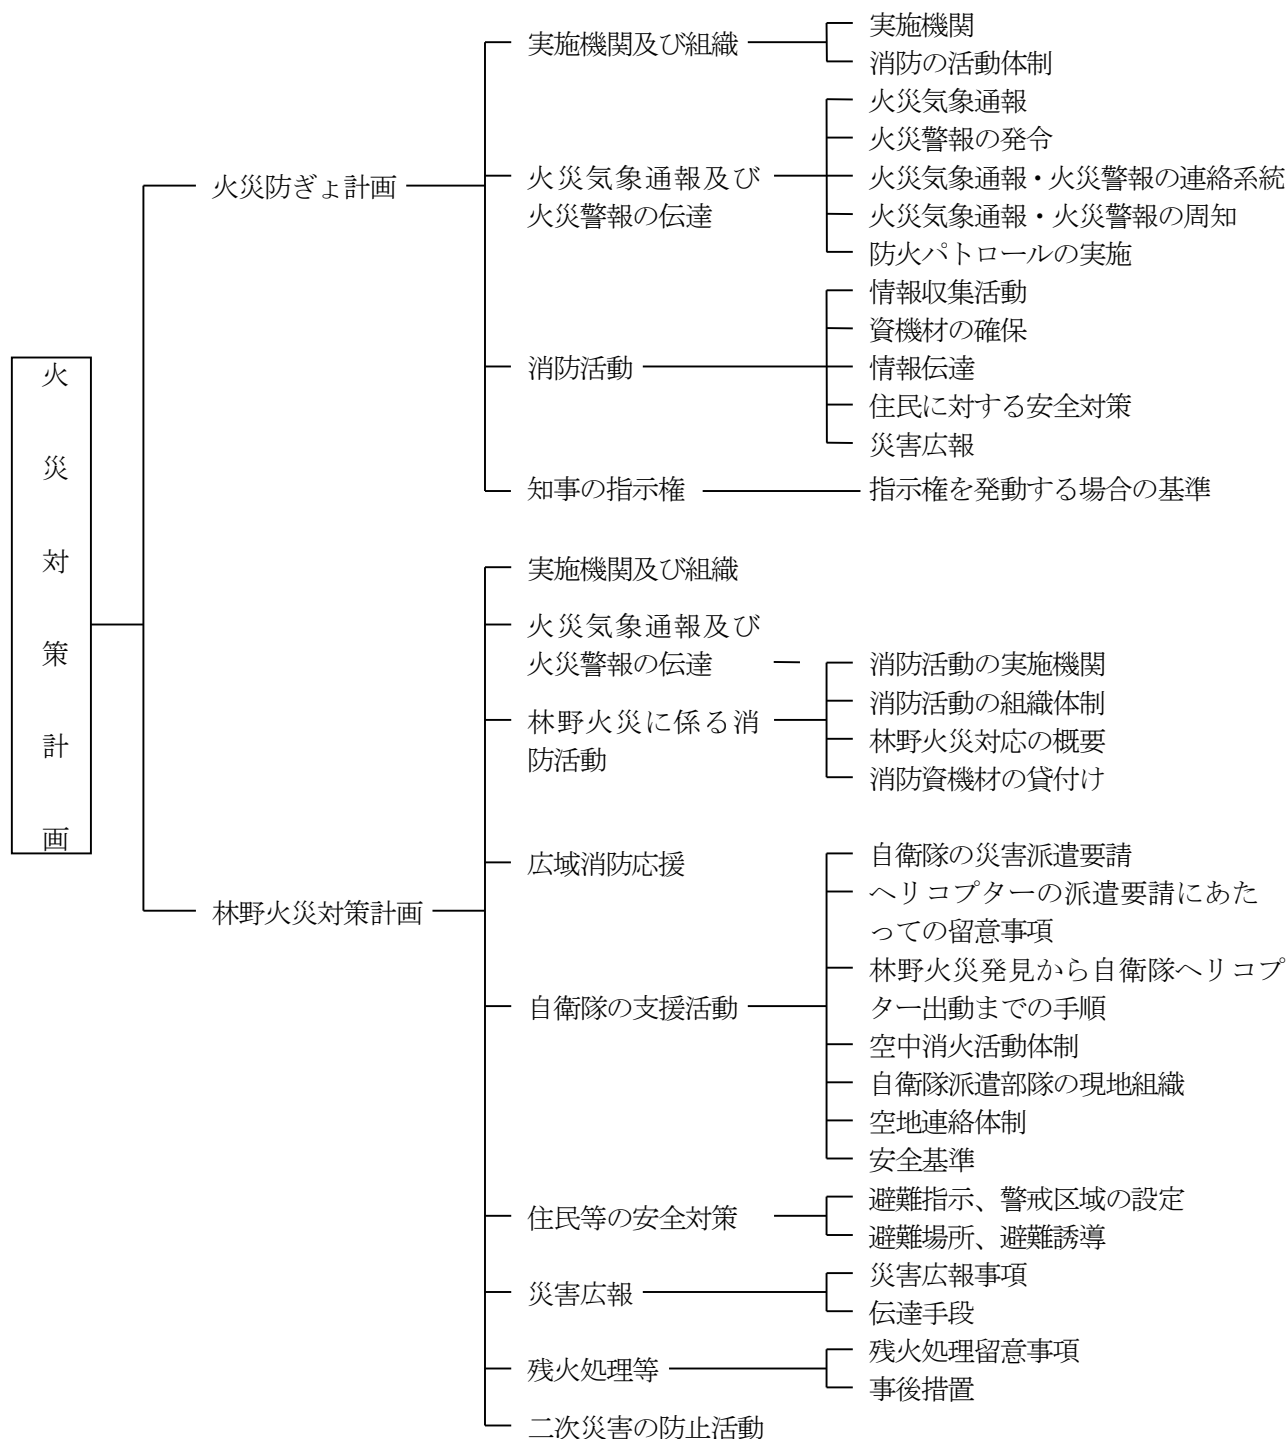 火災対策計画
火災防ぎょ計画
実施機関及び組織
実施機関
消防の活動体制
火災気象通報及び
火災警報の伝達
火災気象通報
火災警報の発令
火災気象通報・火災警報の連絡系統
火災気象通報・火災警報の周知
防火パトロールの実施
消防活動
情報収集活動
資機材の確保
情報伝達
住民に対する安全対策
災害広報
知事の指示権
指示権を発動する場合の基準
林野火災対策計画
実施機関及び組織
火災気象通報及び
火災警報の伝達
林野火災に係る消
防活動
消防活動の実施機関
消防活動の組織体制
林野火災対応の概要
消防資機材の貸付け
広域消防応援
自衛隊の支援活動
自衛隊の災害派遣要請
ヘリコプターの派遣要請にあた
っての留意事項
林野火災発見から自衛隊ヘリコプ
ター出動までの手順
空中消火活動体制
自衛隊派遣部隊の現地組織
空地連絡体制
安全基準
住民等の安全対策
避難指示、警戒区域の設定
避難場所、避難誘導
災害広報
災害広報事項
伝達手段
残火処理等
残火処理留意事項
事後措置
二次災害の防止活動